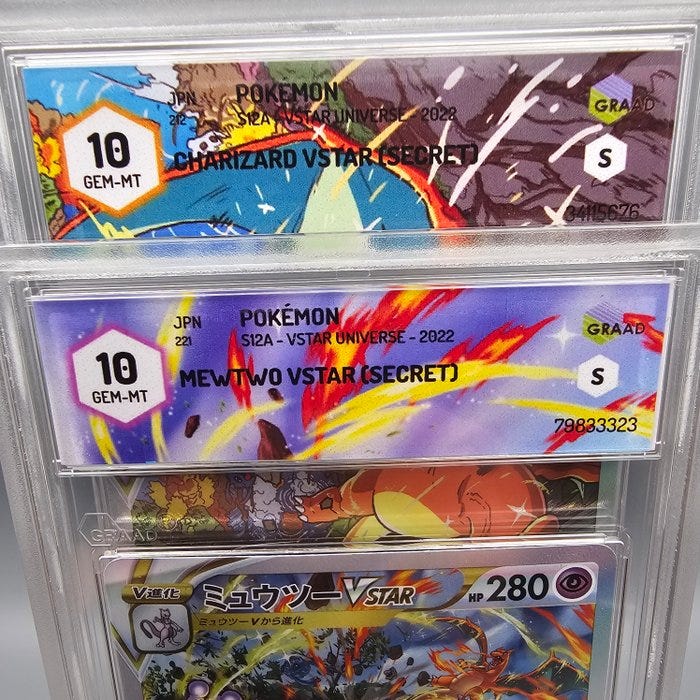 JPN POKÉMON
212 S12A - VSTAR UNIVERSE - 2022
GRAAD
10
GEM-MT
CHARIZARD VSTAR (SECRET)
S
34115676
JPN POKÉMON
221 S12A - VSTAR UNIVERSE - 2022
GRAAD
10
GEM-MT
MEWTWO VSTAR (SECRET)
S
79833323
GRAAD
V進化 ミュウツーVSTAR HP 280
ミュウツーVから進化